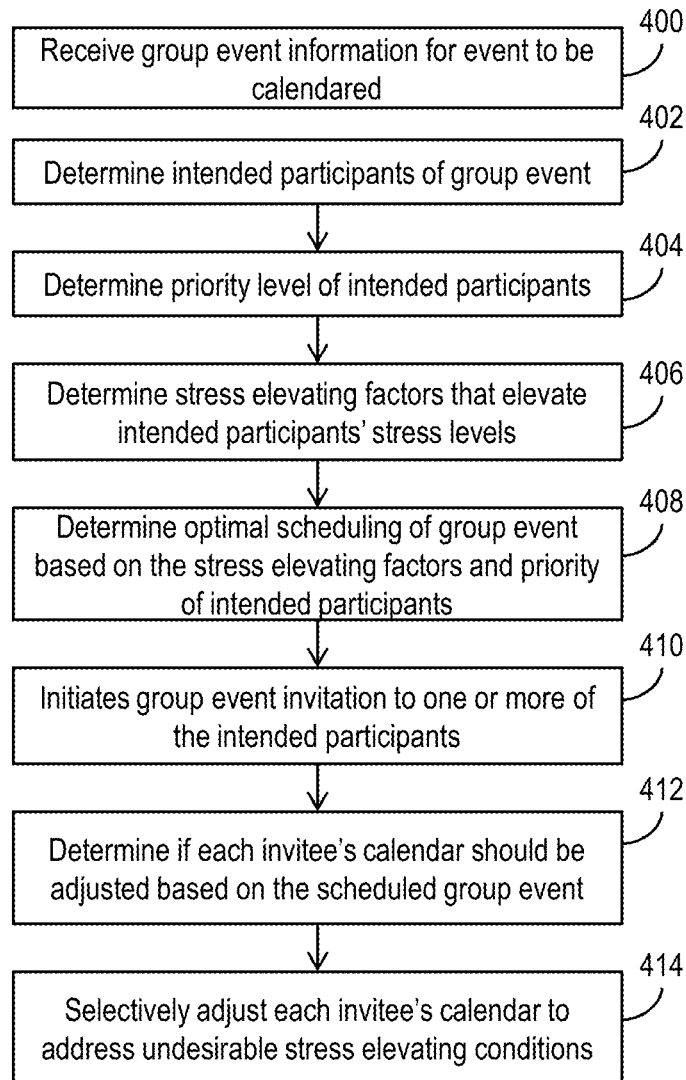 400
Receive group event information for event to be
calendared
402
Determine intended participants of group event
404
Determine priority level of intended participants
406
Determine stress elevating factors that elevate
intended participants' stress levels
408
Determine optimal scheduling of group event
based on the stress elevating factors and priority
of intended participants
410
Initiates group event invitation to one or more of
the intended participants
412
Determine if each invitee's calendar should be
adjusted based on the scheduled group event
414
Selectively adjust each invitee's calendar to
address undesirable stress elevating conditions